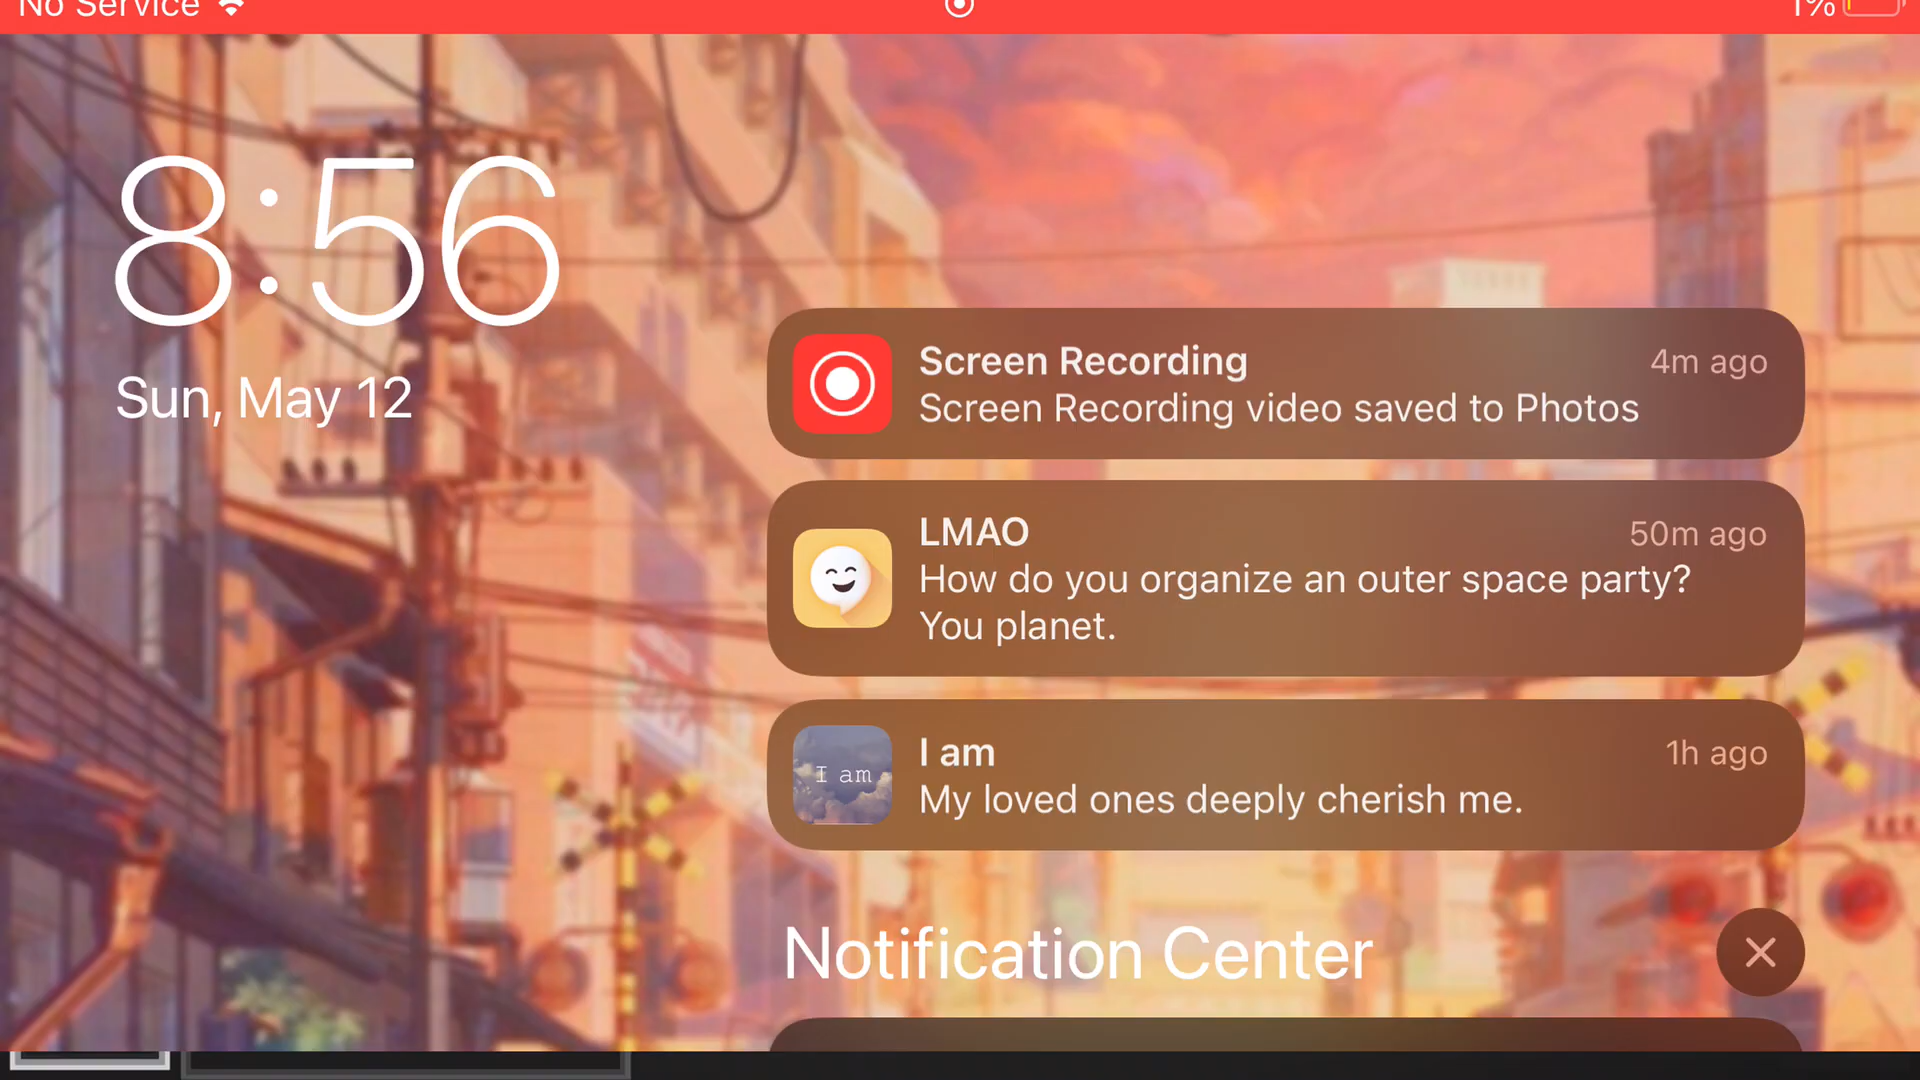 No Service
1%
8:56
Sun, May 12
Screen Recording
4m ago
Screen Recording video saved to Photos
LMAO
50m ago
How do you organize an outer space party?
You planet.
I am
I am
1h ago
My loved ones deeply cherish me.
Notification Center